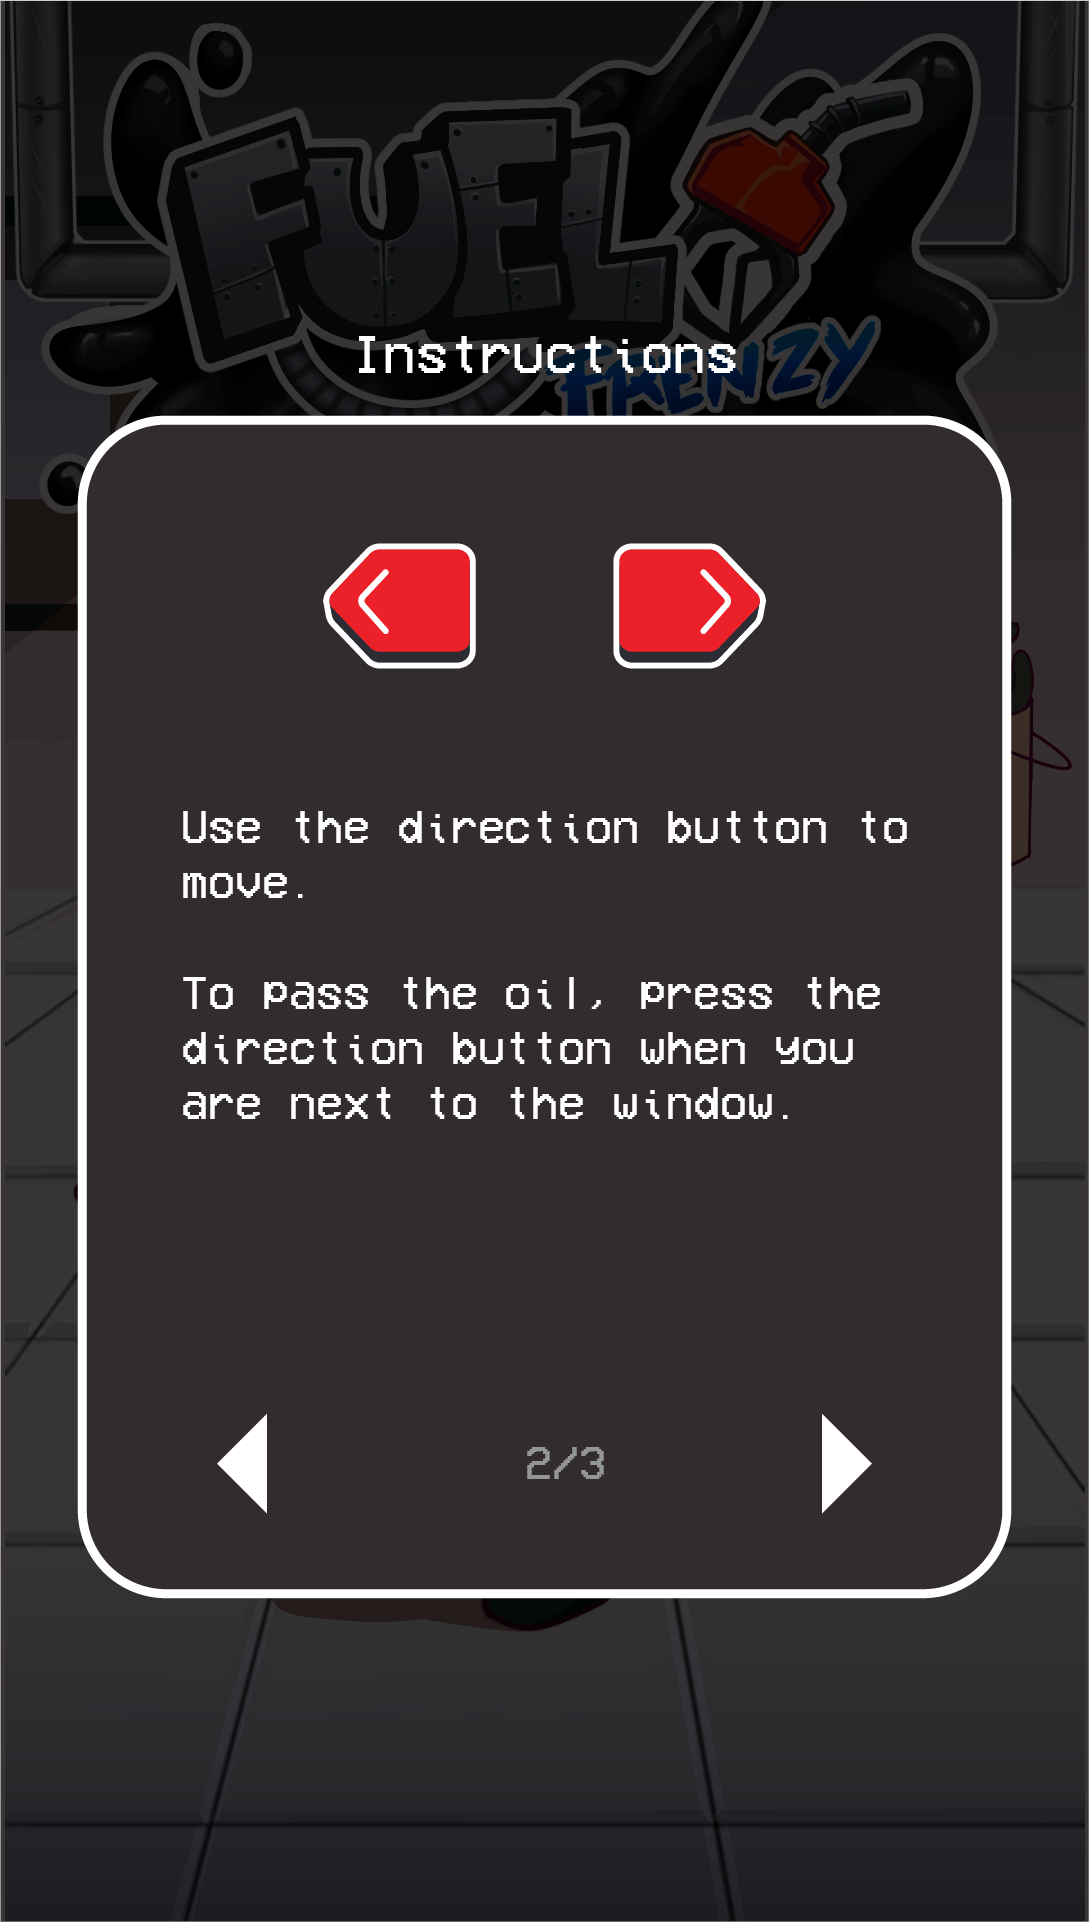 FUEL
FRENZY
Instructions
Use the direction button to
move.
To pass the oil, press the
direction button when you
are next to the window.
2/3